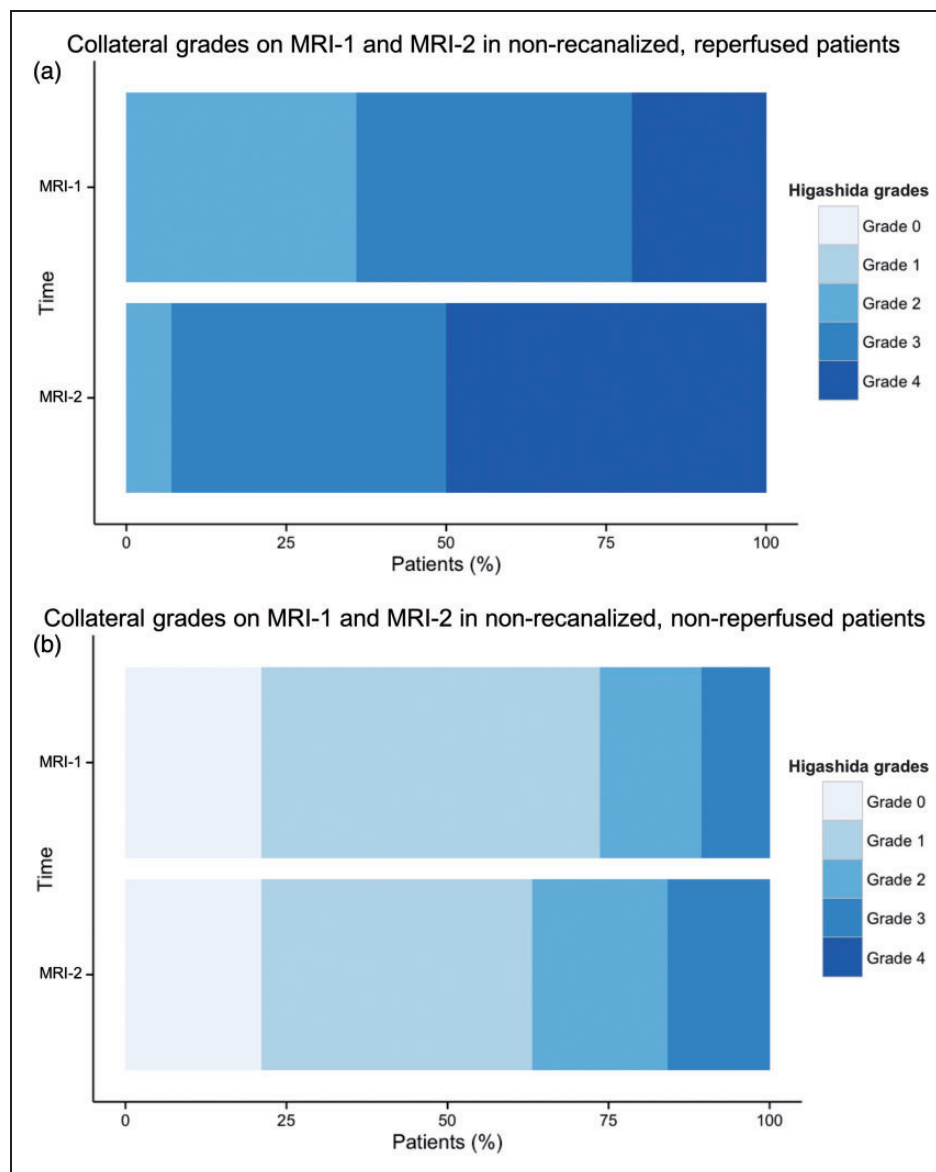 Collateral grades on MRI-1 and MRI-2 in non-recanalized, reperfused patients
(a)
MRI-1
MRI-2
Time
0 25 50 75 100
Patients (%)
Higashida grades
Grade 0
Grade 1
Grade 2
Grade 3
Grade 4
Collateral grades on MRI-1 and MRI-2 in non-recanalized, non-reperfused patients
(b)
MRI-1
MRI-2
Time
0 25 50 75 100
Patients (%)
Higashida grades
Grade 0
Grade 1
Grade 2
Grade 3
Grade 4